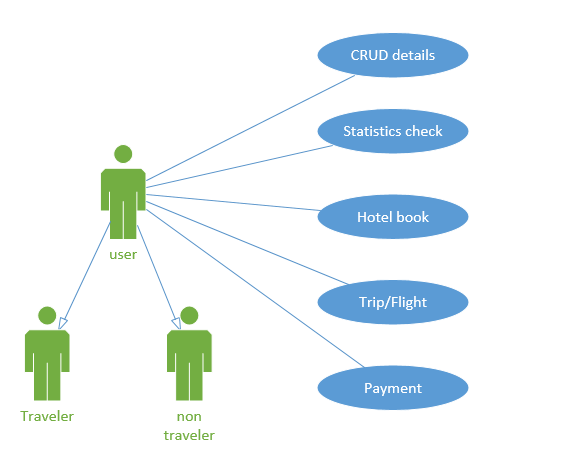 CRUD details
Statistics check
Hotel book
user
Trip/Flight
Payment
Traveler
non
traveler